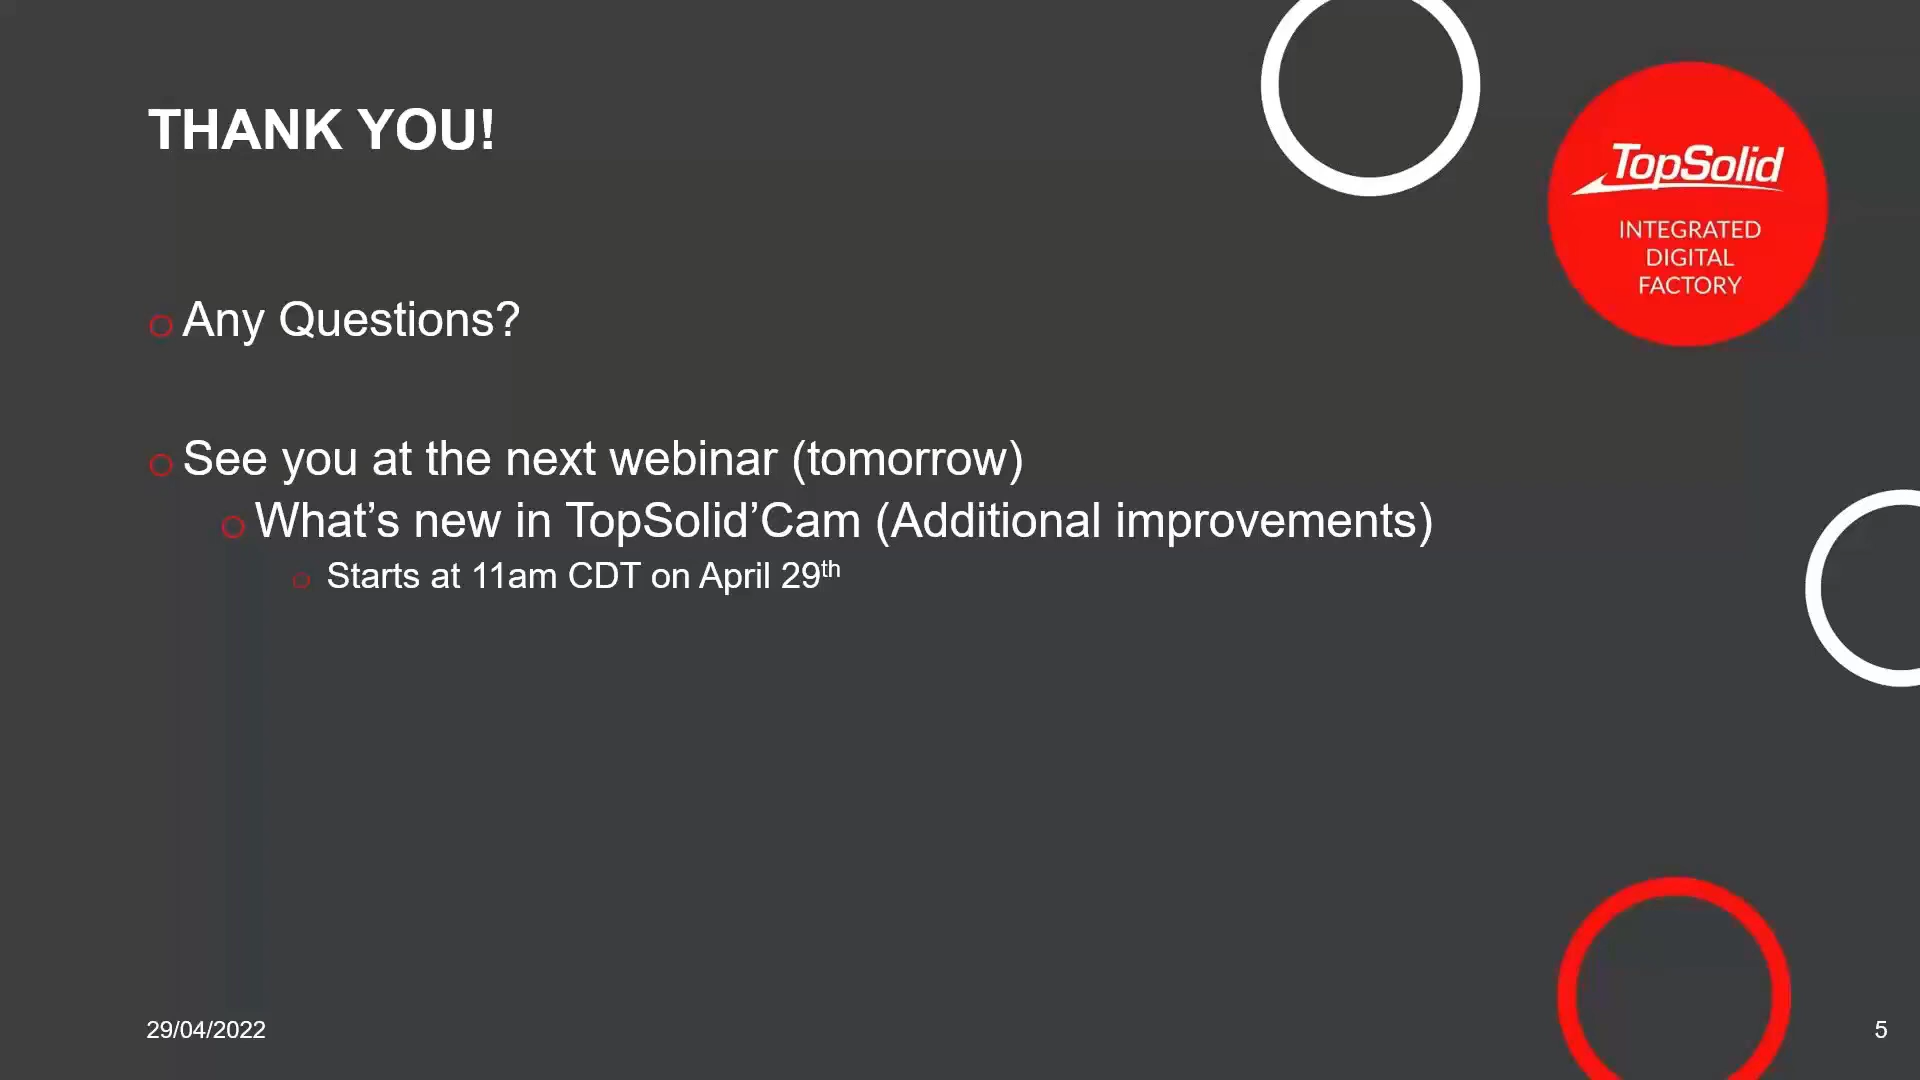 THANK YOU!
TopSolid
INTEGRATED
DIGITAL
FACTORY
Any Questions?
See you at the next webinar (tomorrow)
What’s new in TopSolid’Cam (Additional improvements)
Starts at 11am CDT on April 29th
29/04/2022
5